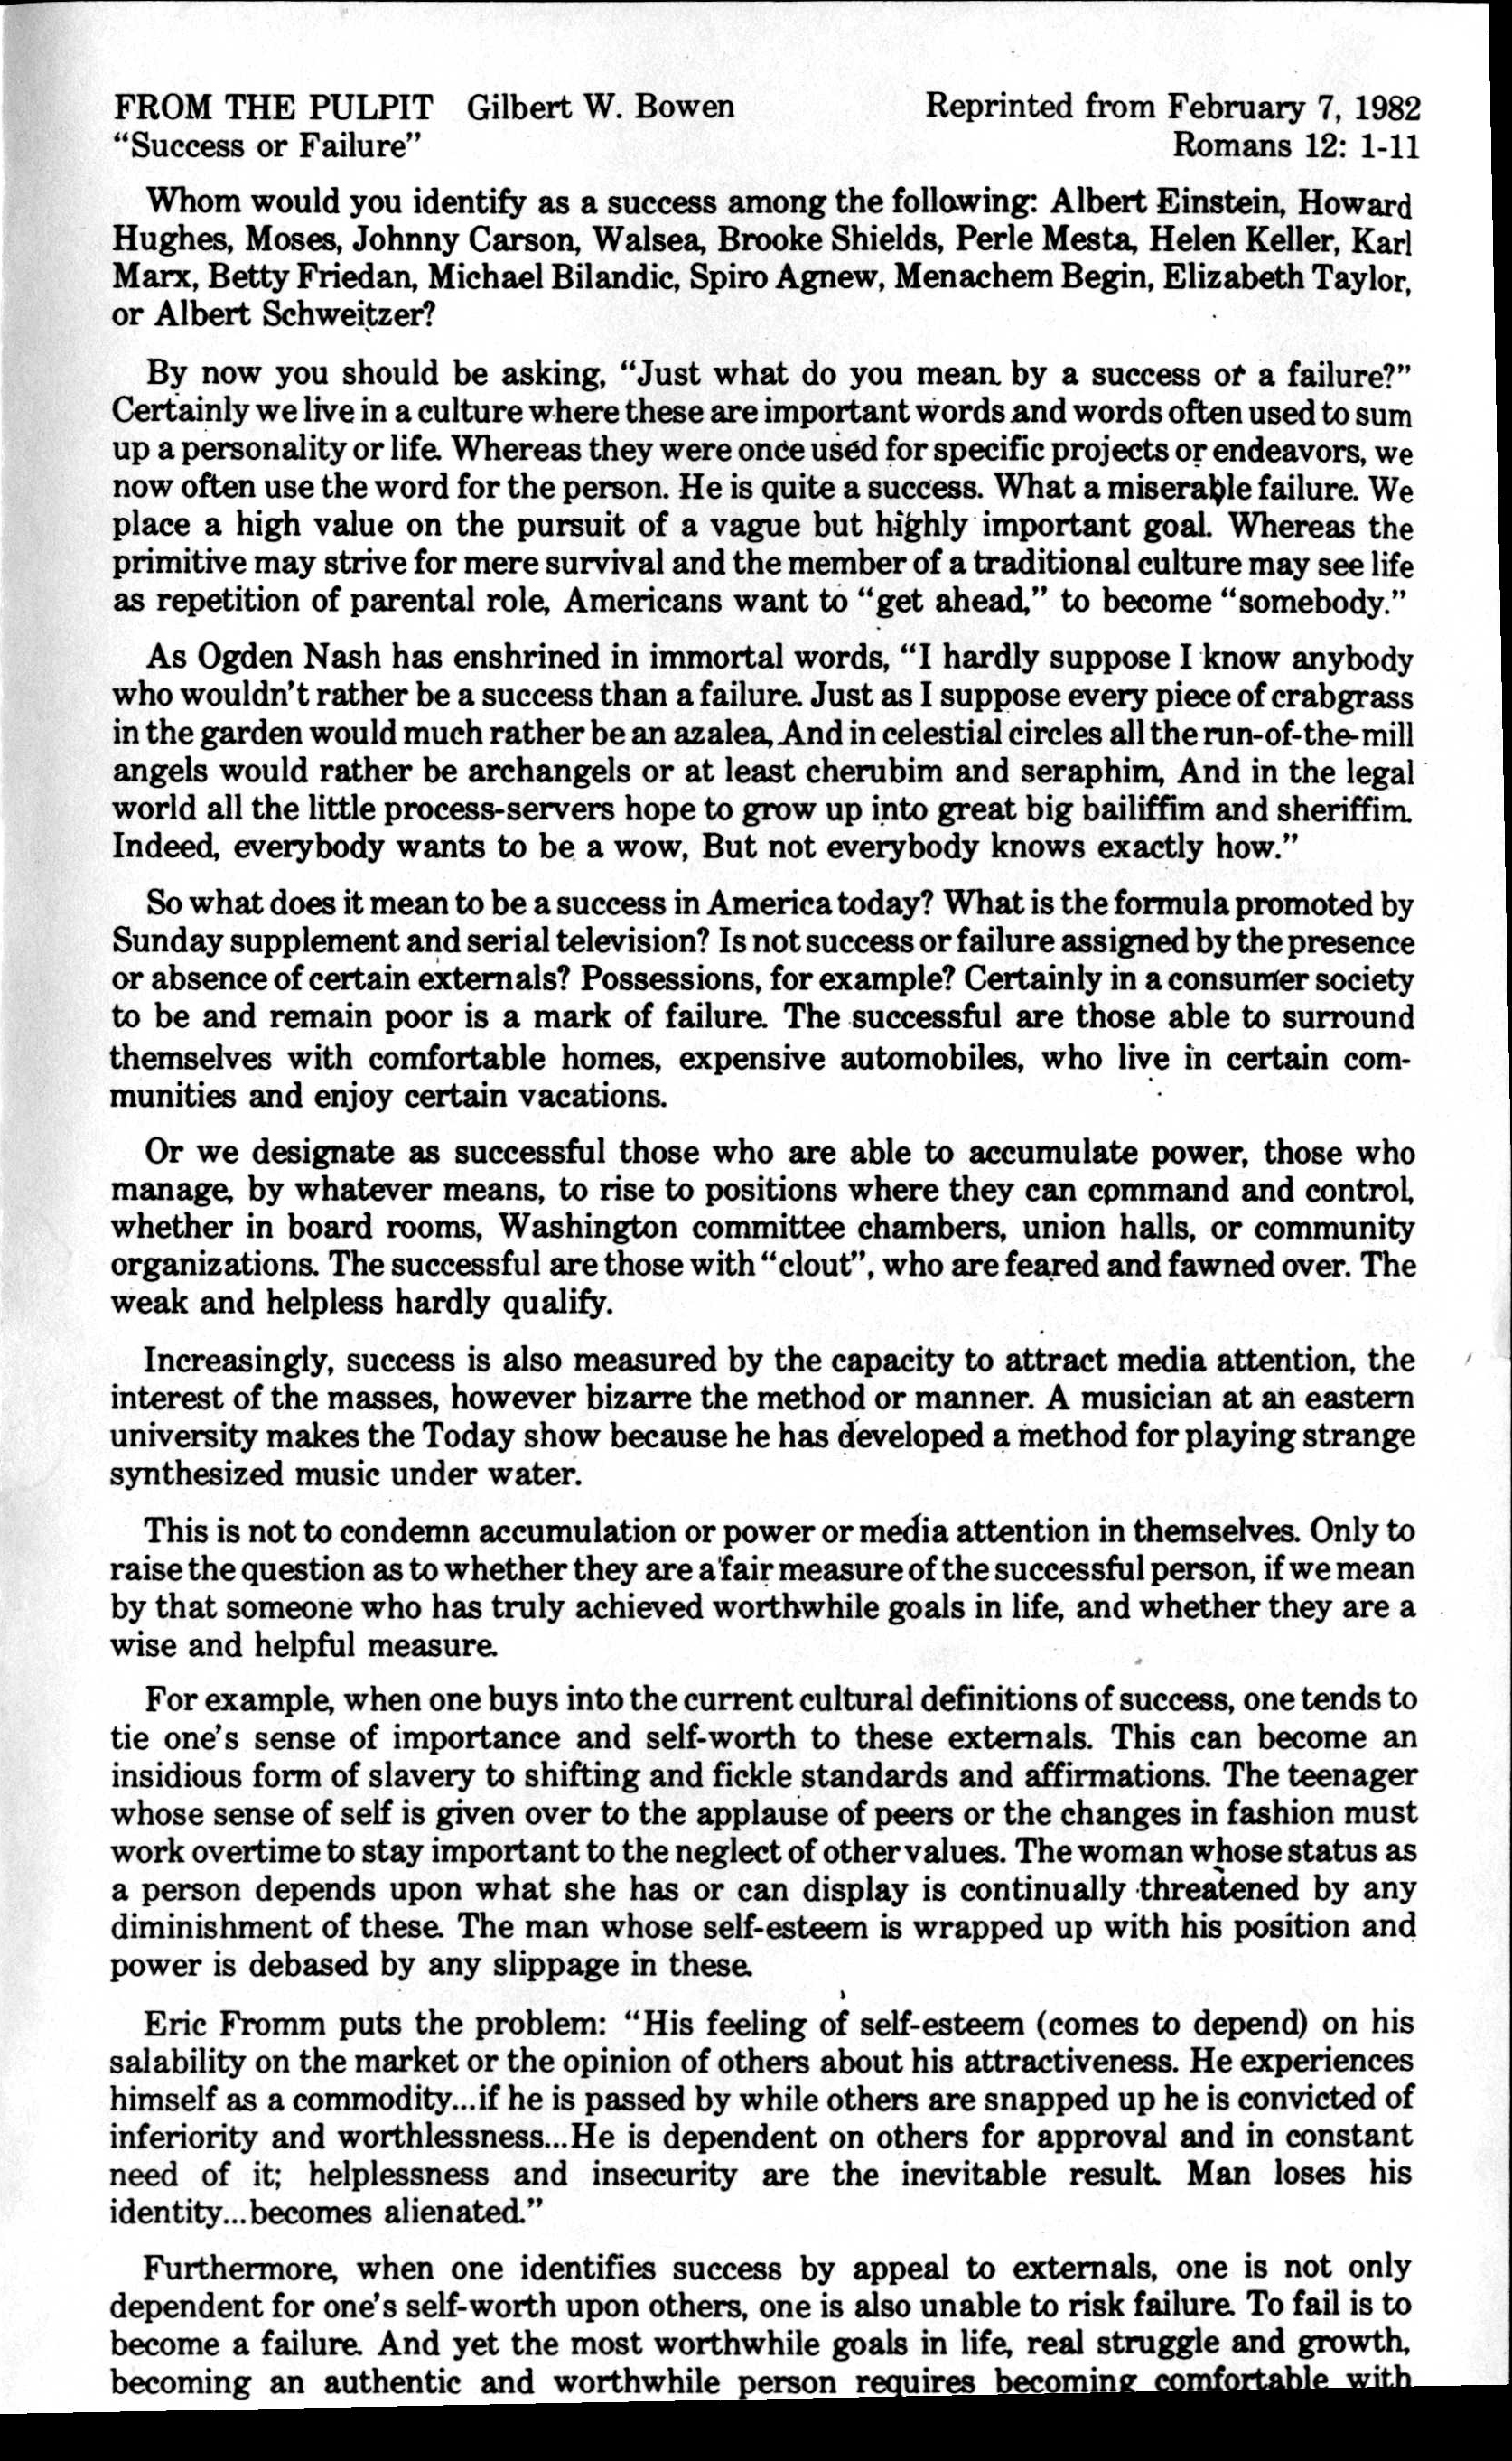 FROM THE PULPIT Gilbert W. Bowen Reprinted from February 7, 1982
“Success or Failure” Romans 12: 1-11
Whom would you identify as a success among the following: Albert Einstein, Howard
Hughes, Moses, Johnny Carson, Walsea, Brooke Shields, Perle Mesta, Helen Keller, Karl
Marx, Betty Friedan, Michael Bilandic, Spiro Agnew, Menachem Begin, Elizabeth Taylor,
or Albert Schweitzer?
By now you should be asking, “Just what do you mean by a success or a failure?”
Certainly we live in a culture where these are important words and words often used to sum
up a personality or life. Whereas they were once used for specific projects or endeavors, we
now often use the word for the person. He is quite a success. What a miserable failure. We
place a high value on the pursuit of a vague but highly important goal. Whereas the
primitive may strive for mere survival and the member of a traditional culture may see life
as repetition of parental role, Americans want to “get ahead,” to become “somebody.”
As Ogden Nash has enshrined in immortal words, “I hardly suppose I know anybody
who wouldn’t rather be a success than a failure. Just as I suppose every piece of crabgrass
in the garden would much rather be an azalea, And in celestial circles all the run-of-the-mill
angels would rather be archangels or at least cherubim and seraphim, And in the legal
world all the little process-servers hope to grow up into great big bailiffim and sheriffim.
Indeed, everybody wants to be a wow, But not everybody knows exactly how.”
So what does it mean to be a success in America today? What is the formula promoted by
Sunday supplement and serial television? Is not success or failure assigned by the presence
or absence of certain externals? Possessions, for example? Certainly in a consumer society
to be and remain poor is a mark of failure. The successful are those able to surround
themselves with comfortable homes, expensive automobiles, who live in certain com-
munities and enjoy certain vacations.
Or we designate as successful those who are able to accumulate power, those who
manage, by whatever means, to rise to positions where they can command and control,
whether in board rooms, Washington committee chambers, union halls, or community
organizations. The successful are those with “clout”, who are feared and fawned over. The
weak and helpless hardly qualify.
Increasingly, success is also measured by the capacity to attract media attention, the
interest of the masses, however bizarre the method or manner. A musician at an eastern
university makes the Today show because he has developed a method for playing strange
synthesized music under water.
This is not to condemn accumulation or power or media attention in themselves. Only to
raise the question as to whether they are a fair measure of the successful person, if we mean
by that someone who has truly achieved worthwhile goals in life, and whether they are a
wise and helpful measure.
For example, when one buys into the current cultural definitions of success, one tends to
tie one’s sense of importance and self-worth to these externals. This can become an
insidious form of slavery to shifting and fickle standards and affirmations. The teenager
whose sense of self is given over to the applause of peers or the changes in fashion must
work overtime to stay important to the neglect of other values. The woman whose status as
a person depends upon what she has or can display is continually threatened by any
diminishment of these. The man whose self-esteem is wrapped up with his position and
power is debased by any slippage in these.
Eric Fromm puts the problem: “His feeling of self-esteem (comes to depend) on his
salability on the market or the opinion of others about his attractiveness. He experiences
himself as a commodity...if he is passed by while others are snapped up he is convicted of
inferiority and worthlessness...He is dependent on others for approval and in constant
need of it; helplessness and insecurity are the inevitable result. Man loses his
identity...becomes alienated.”
Furthermore, when one identifies success by appeal to externals, one is not only
dependent for one’s self-worth upon others, one is also unable to risk failure. To fail is to
become a failure. And yet the most worthwhile goals in life, real struggle and growth,
becoming an authentic and worthwhile person requires becoming comfortable with